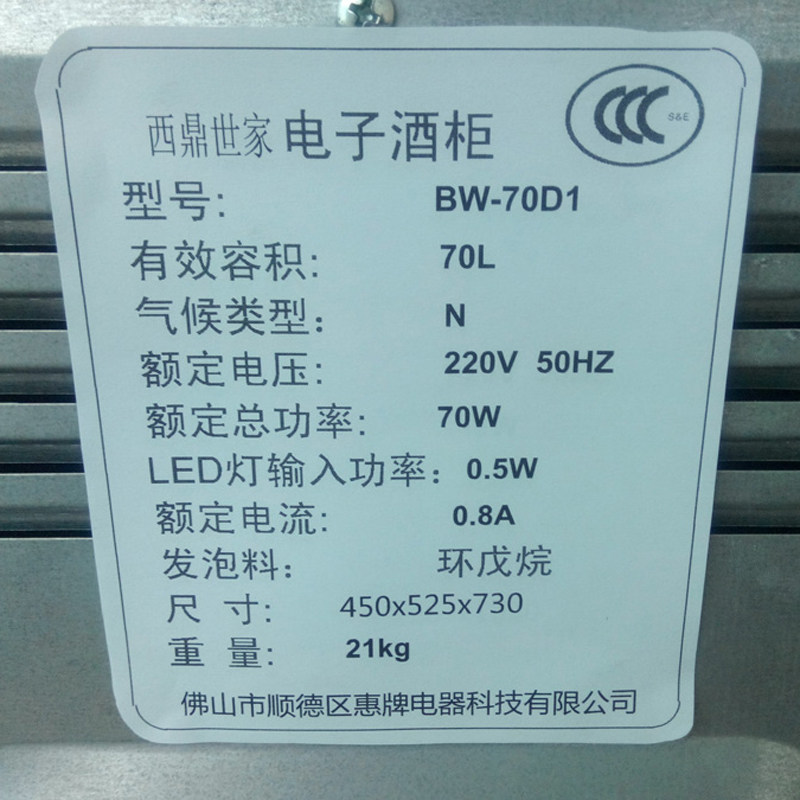 CCC S&E
西鼎世家 电子酒柜
型号: BW-70D1
有效容积: 70L
气候类型: N
额定电压: 220V 50HZ
额定总功率: 70W
LED灯输入功率: 0.5W
额定电流: 0.8A
发泡料: 环戊烷
尺 寸: 450x525x730
重 量: 21kg
佛山市顺德区惠牌电器科技有限公司